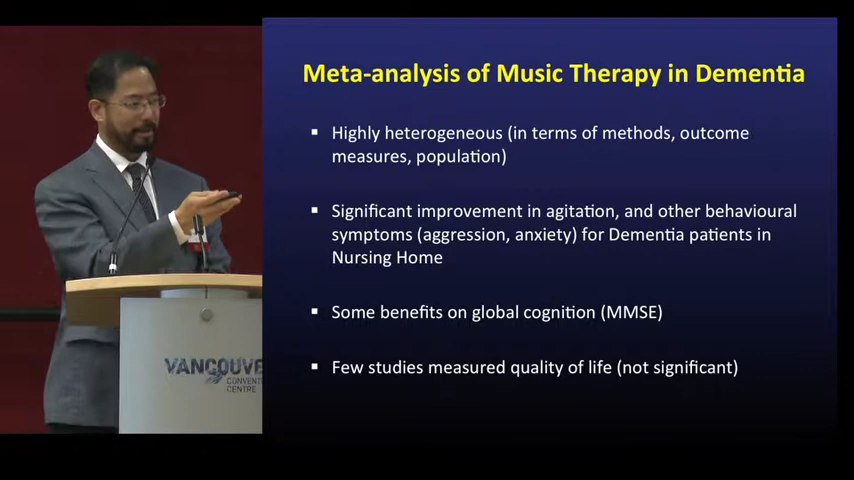 Meta-analysis of Music Therapy in Dementia
▪ Highly heterogeneous (in terms of methods, outcome
measures, population)
▪ Significant improvement in agitation, and other behavioural
symptoms (aggression, anxiety) for Dementia patients in
Nursing Home
▪ Some benefits on global cognition (MMSE)
▪ Few studies measured quality of life (not significant)
VANCOUVE
CONVENTI
CENTRE